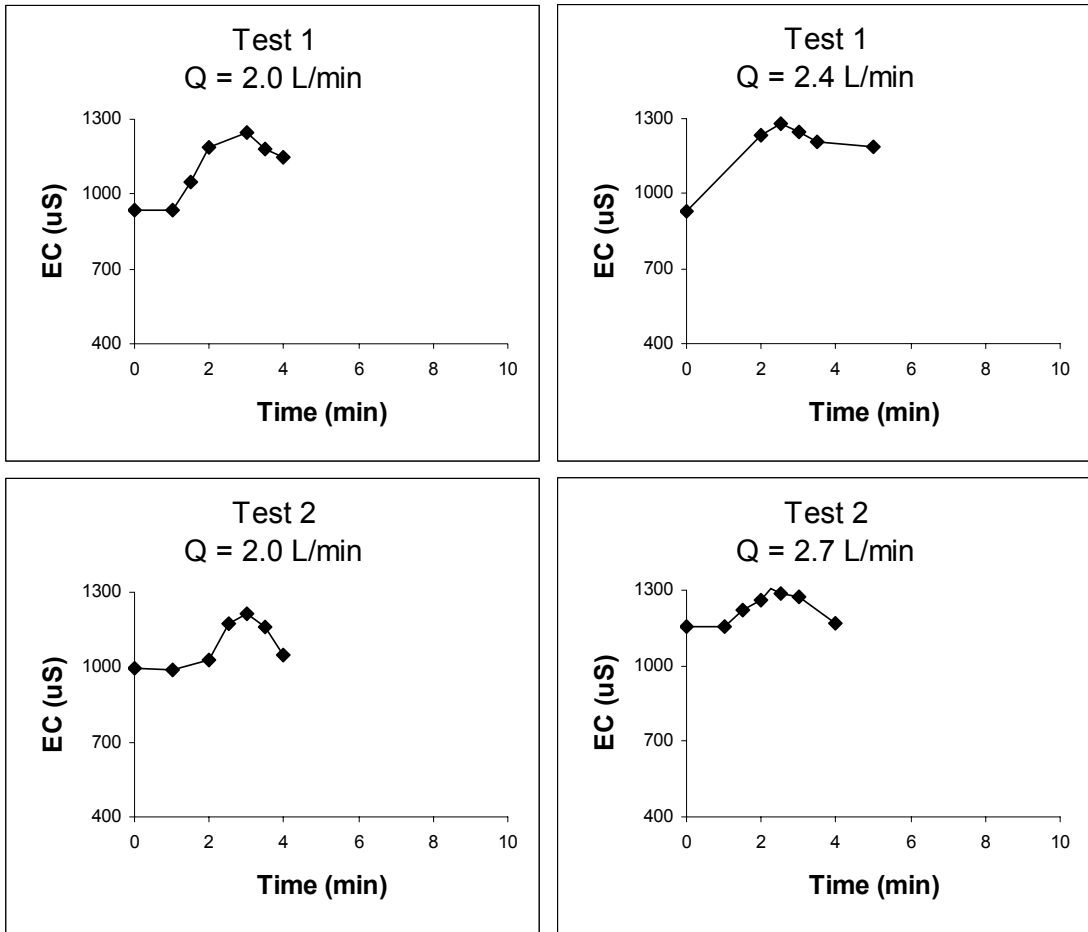 Test 1
Q = 2.0 L/min
1300
1000
700
400
EC (uS)
0 2 4 6 8 10
Time (min)
Test 1
Q = 2.4 L/min
1300
1000
700
400
EC (uS)
0 2 4 6 8 10
Time (min)
Test 2
Q = 2.0 L/min
1300
1000
700
400
EC (uS)
0 2 4 6 8 10
Time (min)
Test 2
Q = 2.7 L/min
1300
1000
700
400
EC (uS)
0 2 4 6 8 10
Time (min)